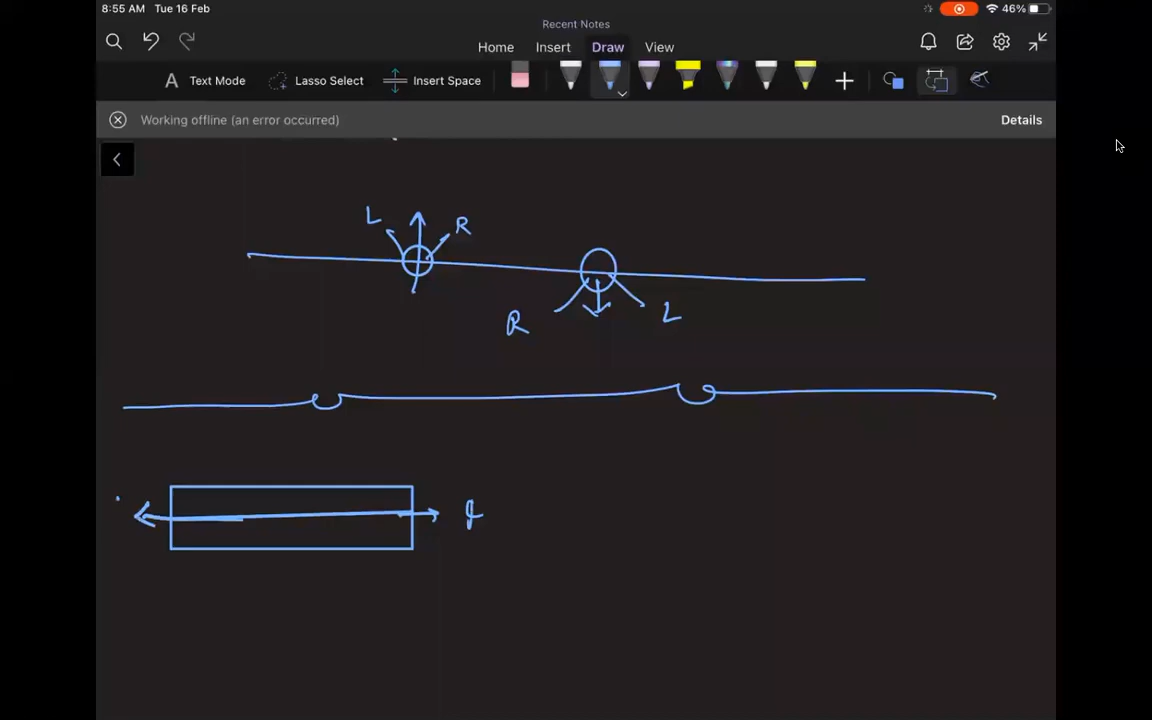 8:55 AM Tue 16 Feb
46%
Recent Notes
Home Insert Draw View
Text Mode Lasso Select Insert Space
Working offline (an error occurred) Details
L R
R L